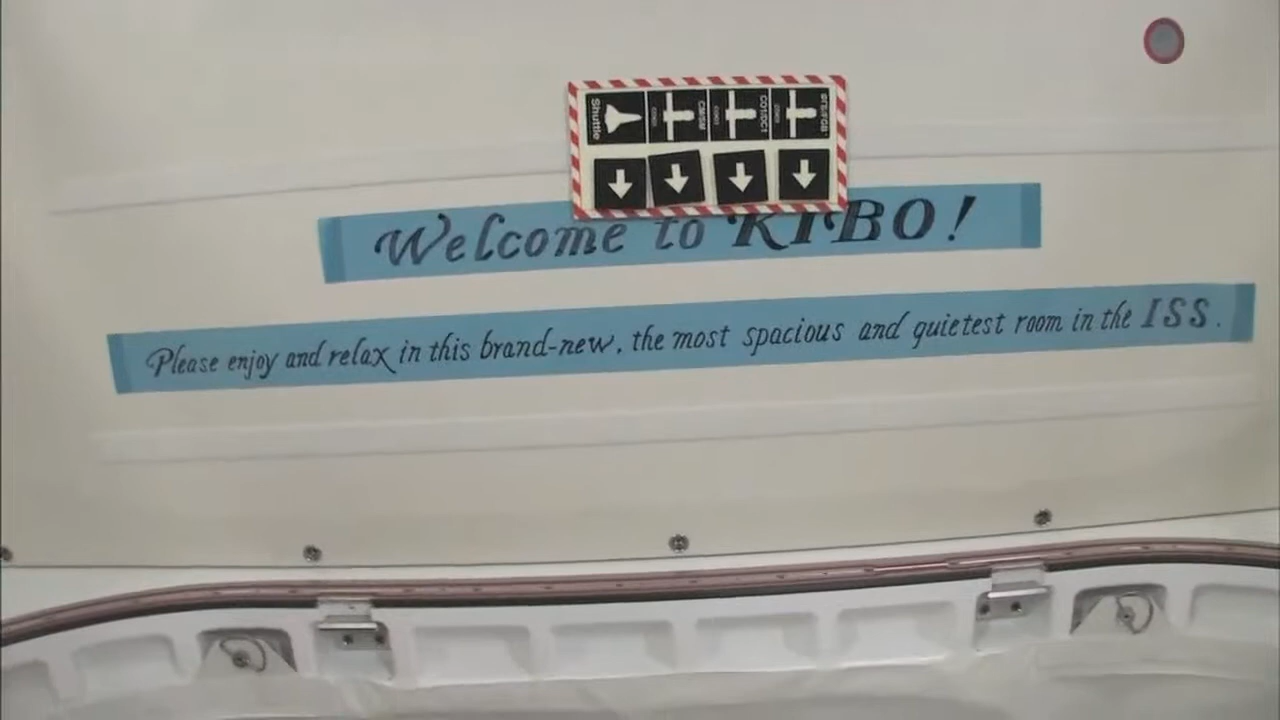 Shuttle
Welcome to KIBO!
Please enjoy and relax in this brand-new, the most spacious and quietest room in the ISS.